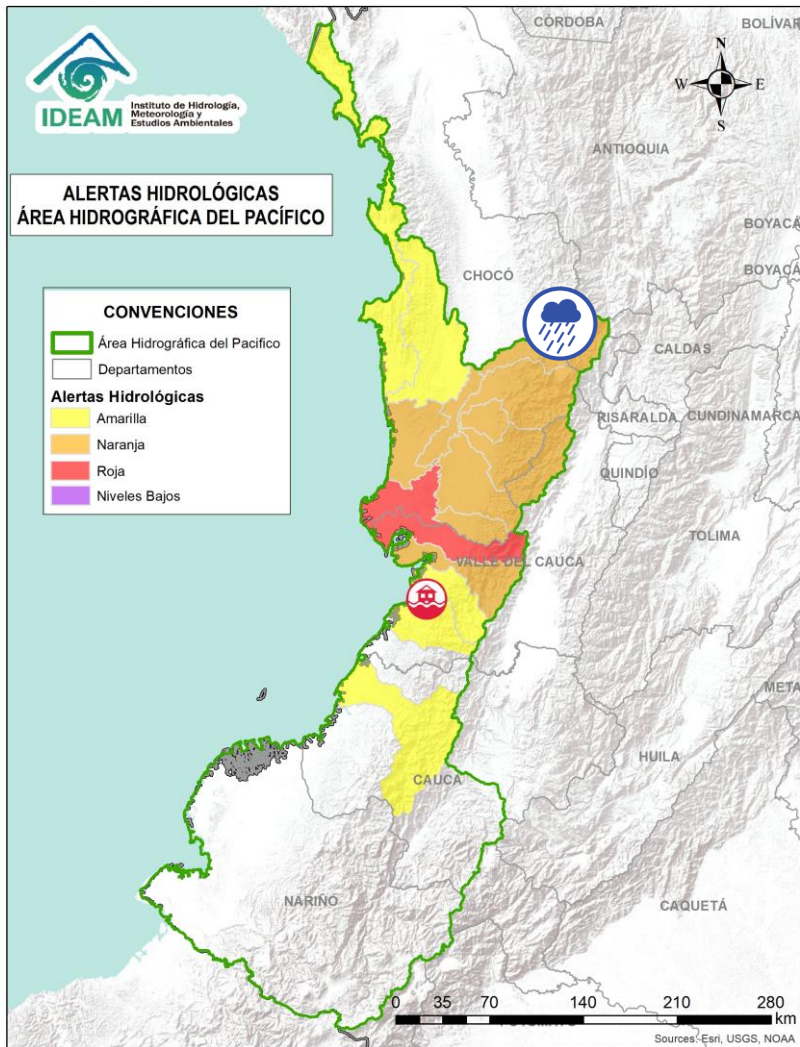 CÓRDOBA
BOLÍVAR
N
W
E
S
IDEAM
Instituto de Hidrología,
Meteorología y
Estudios Ambientales
ANTIOQUIA
ALERTAS HIDROLÓGICAS
ÁREA HIDROGRÁFICA DEL PACÍFICO
BOYACÁ
BOYACÁ
CHOCÓ
CONVENCIONES
Área Hidrográfica del Pacifico
Departamentos
Alertas Hidrológicas
Amarilla
Naranja
Roja
Niveles Bajos
CALDAS
RISARALDA
CUNDINAMARCA
QUINDÍO
TOLIMA
VALLE DEL CAUCA
META
HUILA
CAUCA
NARIÑO
CAQUETÁ
0 35 70 140 210 280
km
Sources: Esri, USGS, NOAA